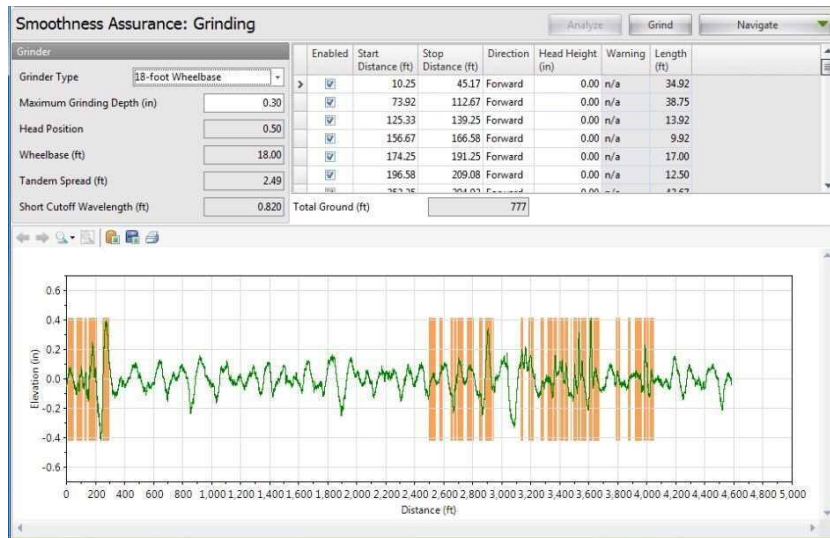 Smoothness Assurance: Grinding
Analyze Grind Navigate
Grinder
Grinder Type 18-foot Wheelbase
Maximum Grinding Depth (in) 0.30
Head Position 0.50
Wheelbase (ft) 18.00
Tandem Spread (ft) 2.49
Short Cutoff Wavelength (ft) 0.820
Enabled Start Distance (ft) Stop Distance (ft) Direction Head Height (in) Warning Length (ft)
10.25 45.17 Forward 0.00 n/a 34.92
73.92 112.67 Forward 0.00 n/a 38.75
125.33 139.25 Forward 0.00 n/a 13.92
156.67 166.58 Forward 0.00 n/a 9.92
174.25 191.25 Forward 0.00 n/a 17.00
196.58 209.08 Forward 0.00 n/a 12.50
Total Ground (ft) 777
Elevation (in)
0.6
0.4
0.2
0.0
-0.2
-0.4
-0.6
0 200 400 600 800 1,000 1,200 1,400 1,600 1,800 2,000 2,200 2,400 2,600 2,800 3,000 3,200 3,400 3,600 3,800 4,000 4,200 4,400 4,600 4,800 5,000
Distance (ft)